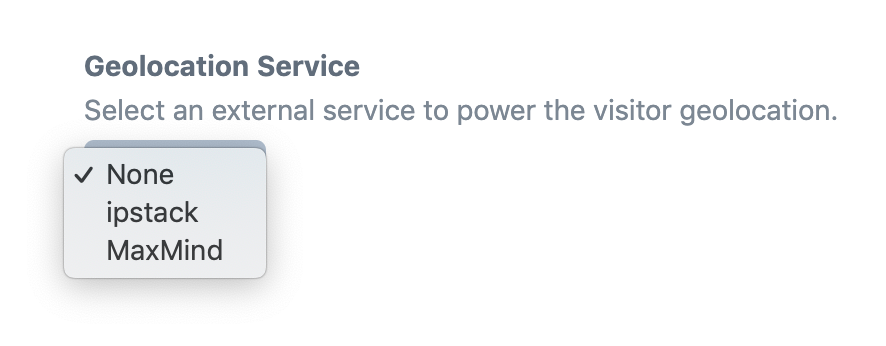 Geolocation Service
Select an external service to power the visitor geolocation.
✓ None
ipstack
MaxMind